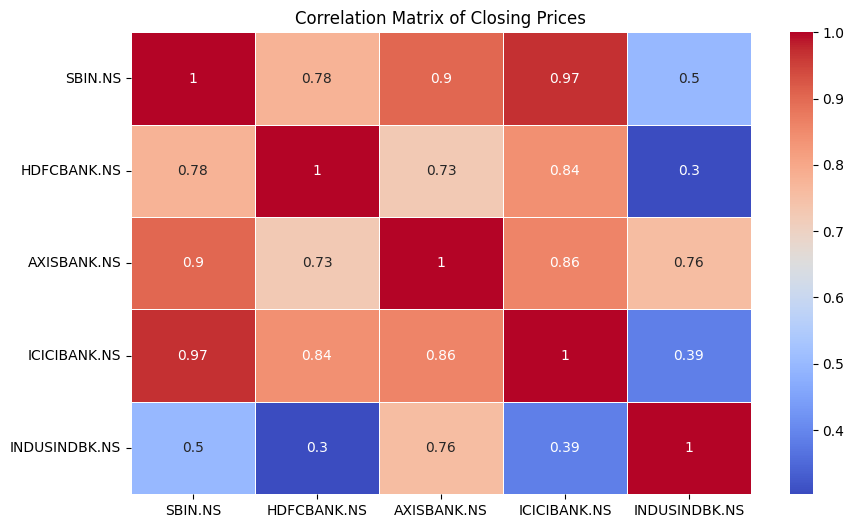 Correlation Matrix of Closing Prices
SBIN.NS 1 0.78 0.9 0.97 0.5
HDFCBANK.NS 0.78 1 0.73 0.84 0.3
AXISBANK.NS 0.9 0.73 1 0.86 0.76
ICICIBANK.NS 0.97 0.84 0.86 1 0.39
INDUSINDBK.NS 0.5 0.3 0.76 0.39 1
SBIN.NS HDFCBANK.NS AXISBANK.NS ICICIBANK.NS INDUSINDBK.NS
1.0
0.9
0.8
0.7
0.6
0.5
0.4